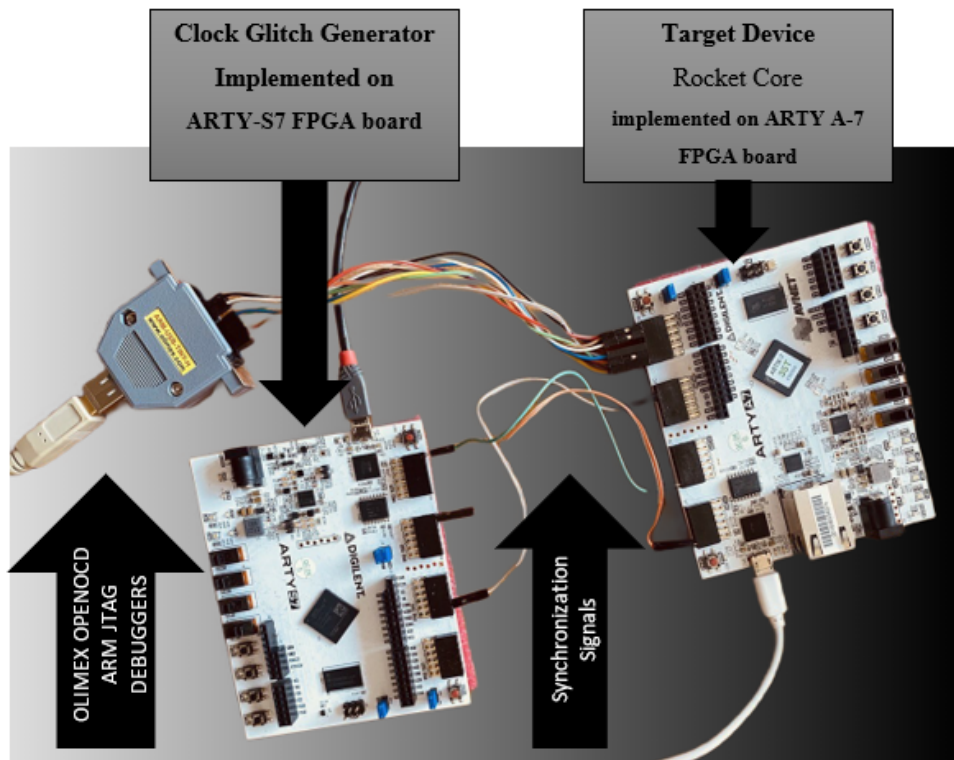 Clock Glitch Generator
Implemented on
ARTY-S7 FPGA board
Target Device
Rocket Core
implemented on ARTY A-7
FPGA board
OLIMEX OPENOCD
ARM JTAG
DEBUGGERS
Synchronization
Signals
ARTY
DIGILENT
ARTY
DIGILENT
AVNET